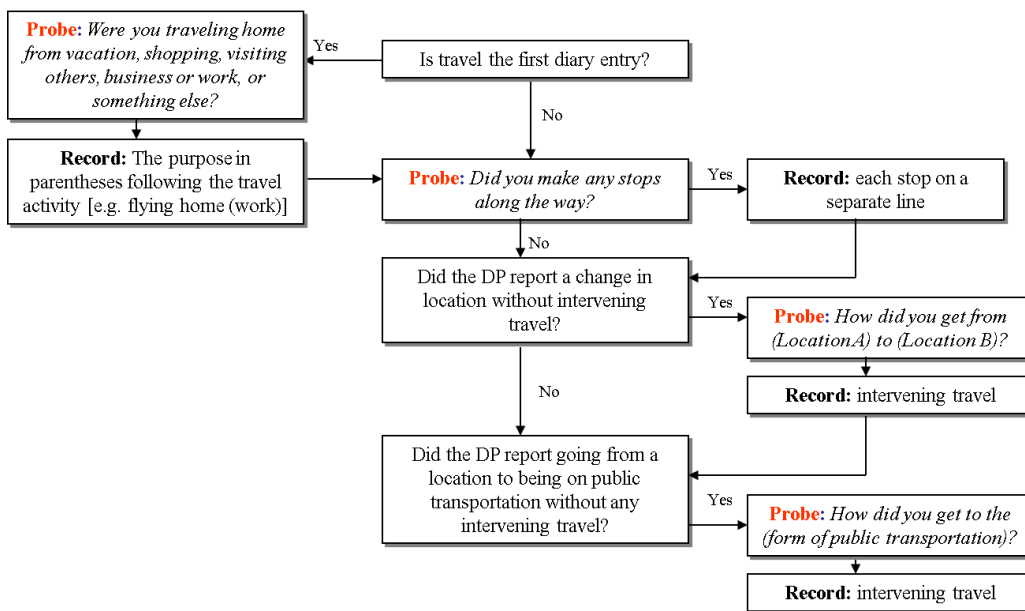 Probe: Were you traveling home
from vacation, shopping, visiting
others, business or work, or
something else?
Yes
Is travel the first diary entry?
No
Record: The purpose in
parentheses following the travel
activity [e.g. flying home (work)]
Probe: Did you make any stops
along the way?
Yes
Record: each stop on a
separate line
No
Did the DP report a change in
location without intervening
travel?
Yes
Probe: How did you get from
(Location A) to (Location B)?
Record: intervening travel
No
Did the DP report going from a
location to being on public
transportation without any
intervening travel?
Yes
Probe: How did you get to the
(form of public transportation)?
Record: intervening travel